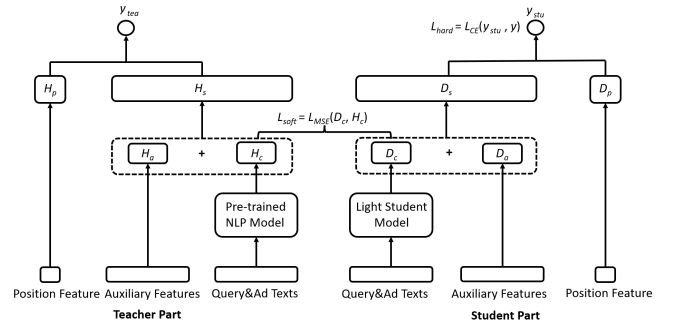 y_tea
y_stu
L_hard = L_CE(y_stu , y)
H_p
H_s
D_s
D_p
L_soft = L_MSE(D_c, H_c)
H_a + H_c
D_c + D_a
Pre-trained
NLP Model
Light Student
Model
Position Feature Auxiliary Features Query&Ad Texts Query&Ad Texts Auxiliary Features Position Feature
Teacher Part Student Part